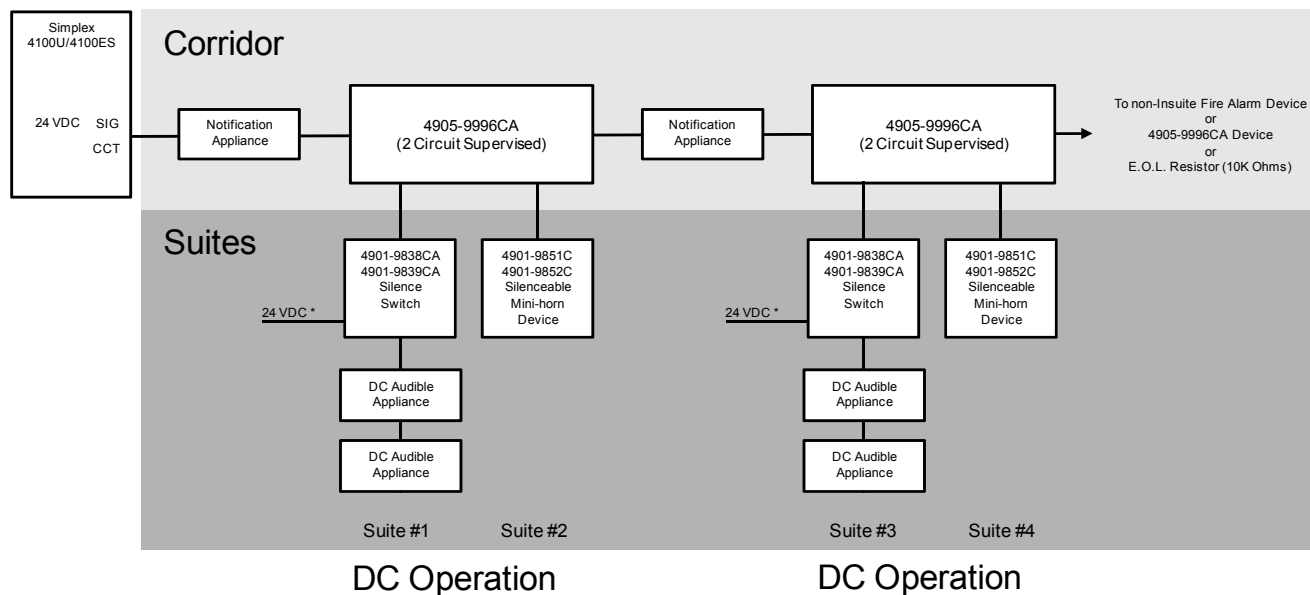 Simplex
4100U/4100ES
24 VDC SIG
CCT
Corridor
Notification
Appliance
4905-9996CA
(2 Circuit Supervised)
Notification
Appliance
4905-9996CA
(2 Circuit Supervised)
To non-Insuite Fire Alarm Device
or
4905-9996CA Device
or
E.O.L. Resistor (10K Ohms)
Suites
4901-9838CA
4901-9839CA
Silence
Switch
24 VDC *
4901-9851C
4901-9852C
Silenceable
Mini-horn
Device
4901-9838CA
4901-9839CA
Silence
Switch
24 VDC *
4901-9851C
4901-9852C
Silenceable
Mini-horn
Device
DC Audible
Appliance
DC Audible
Appliance
DC Audible
Appliance
DC Audible
Appliance
Suite #1
Suite #2
Suite #3
Suite #4
DC Operation
DC Operation